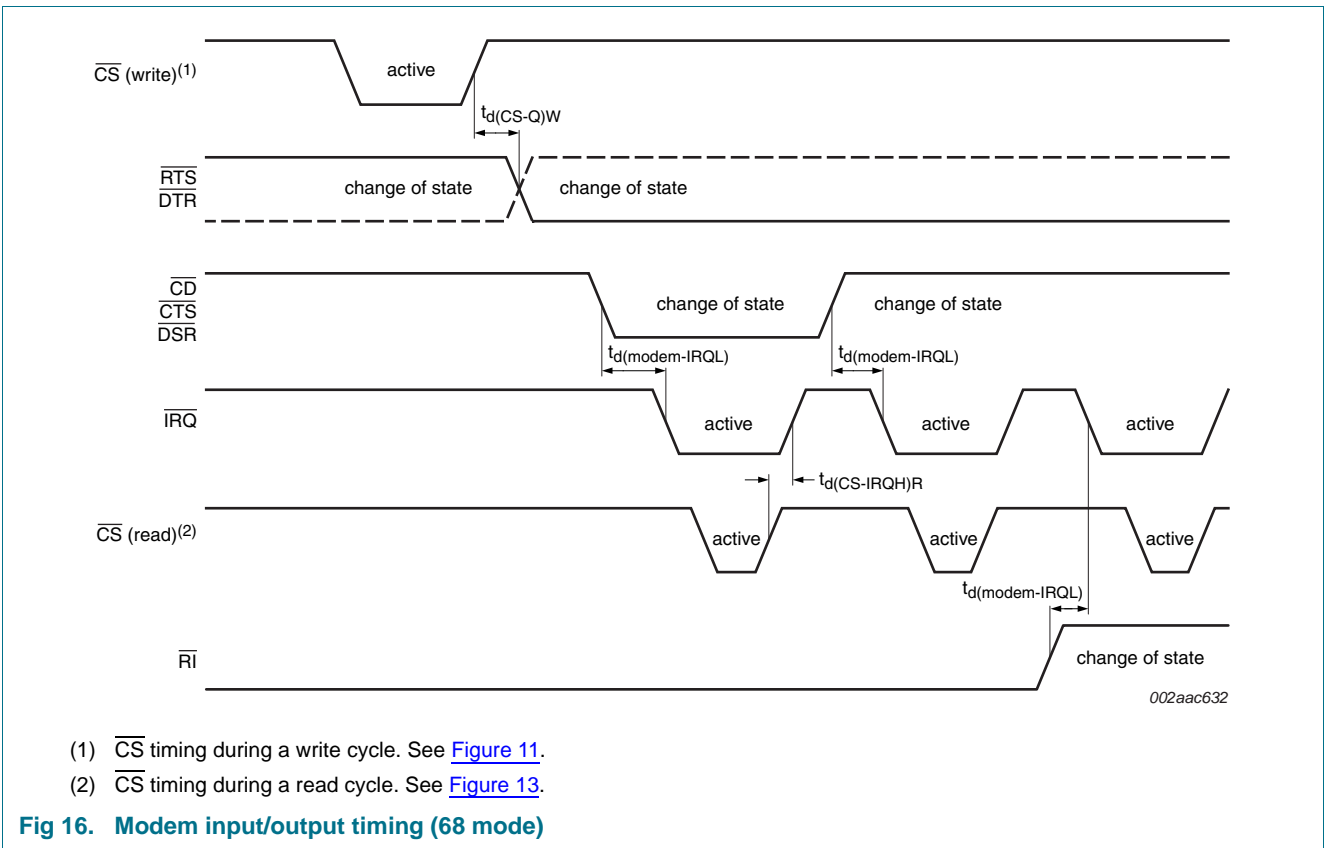 CS (write)(1)
active
td(CS-Q)W
RTS
DTR
change of state
change of state
CD
CTS
DSR
change of state
change of state
td(modem-IRQL)
td(modem-IRQL)
IRQ
active
active
active
td(CS-IRQH)R
CS (read)(2)
active
active
active
td(modem-IRQL)
RI
change of state
002aac632
(1) CS timing during a write cycle. See Figure 11.
(2) CS timing during a read cycle. See Figure 13.
Fig 16. Modem input/output timing (68 mode)